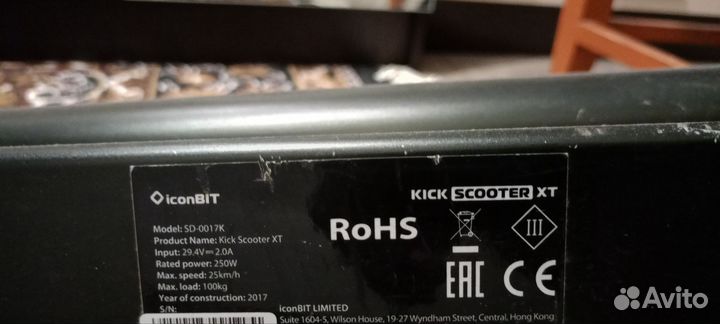 iconBIT
KICK SCOOTER XT
Model: SD-0017K
Product Name: Kick Scooter XT
Input: 29.4V⎓2.0A
Rated power: 250W
Max. speed: 25km/h
Max. load: 100kg
Year of construction: 2017
S/N:
RoHS
III
EAC CE
iconBIT LIMITED
Suite 1604-5, Wilson House, 19-27 Wyndham Street, Central, Hong Kong
Avito